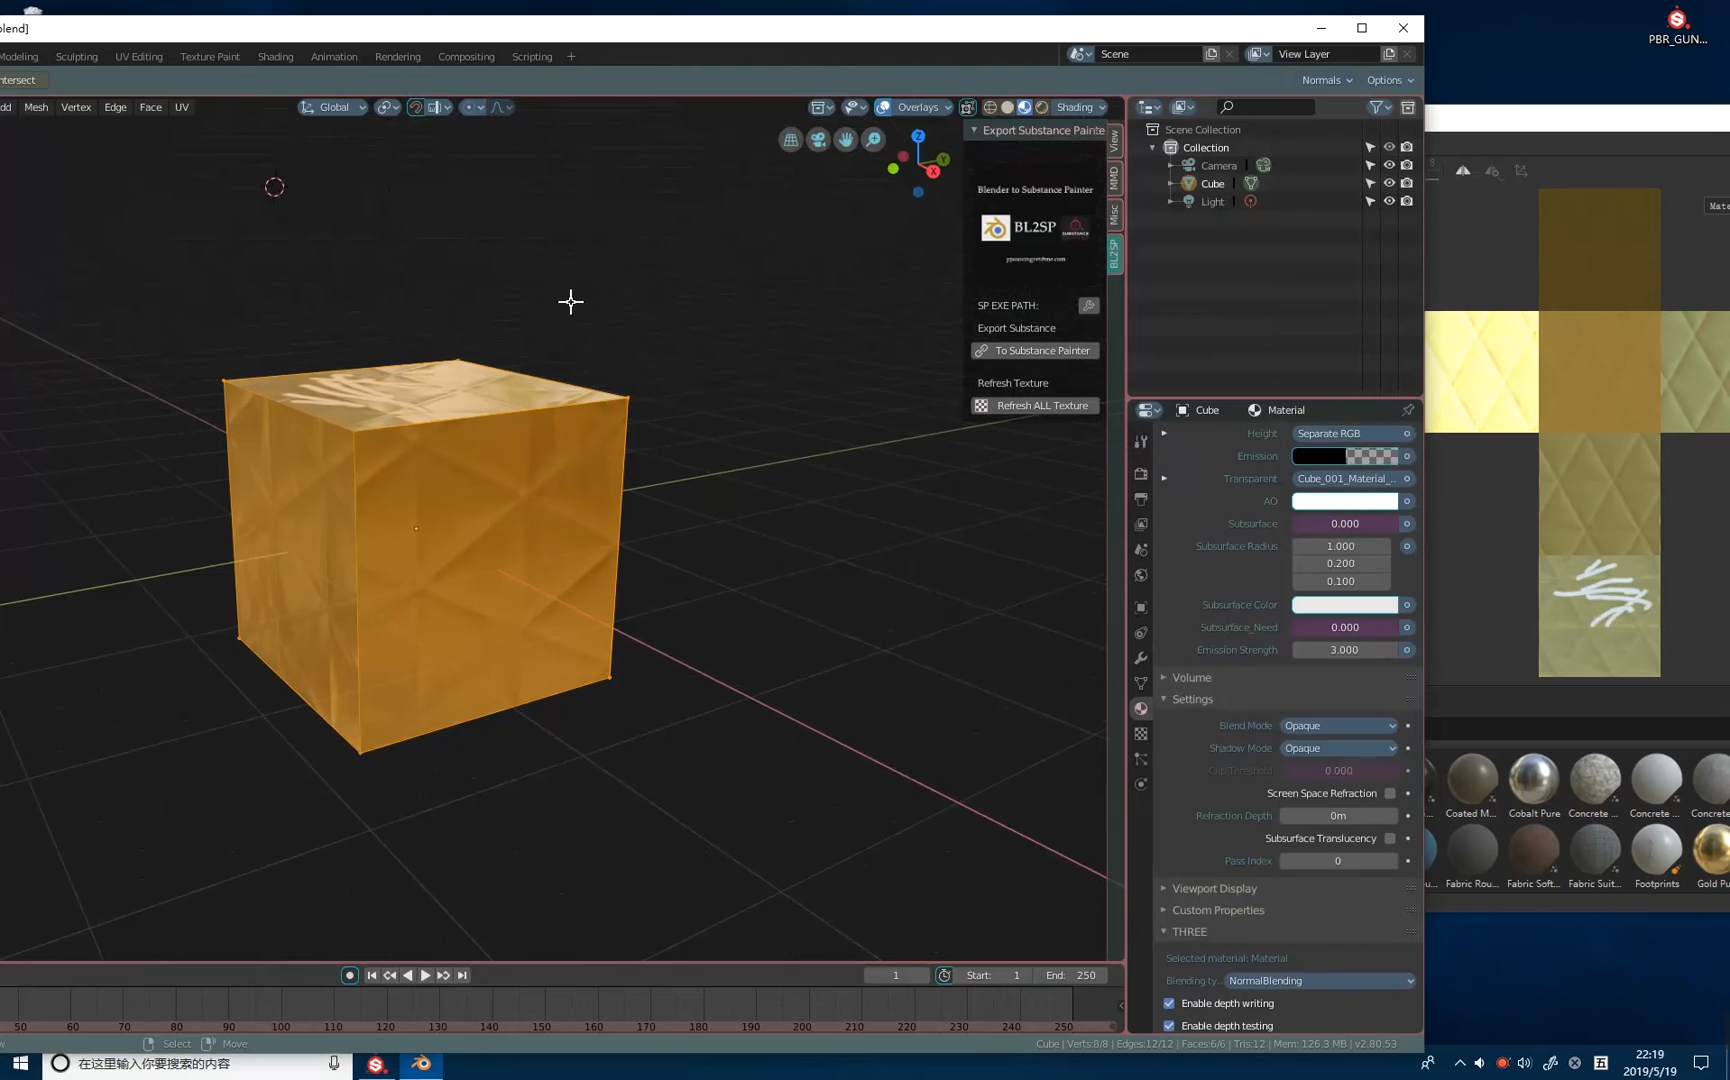 blend]
PBR_GUN...
Modeling Sculpting UV Editing Texture Paint Shading Animation Rendering Compositing Scripting +
Scene
View Layer
ntersect
Normals
Options
dd Mesh Vertex Edge Face UV
Global
Overlays
Shading
Export Substance Painte
View
MMD
Misc
BL2SP
Blender to Substance Painter
BL2SP
SP EXE PATH:
Export Substance
To Substance Painter
Refresh Texture
Refresh ALL Texture
Z
Y
X
Scene Collection
Collection
Camera
Cube
Light
Mate
Cube
Material
Height Separate RGB
Emission
Transparent Cube_001_Material_..
AO
Subsurface 0.000
Subsurface Radius 1.000
0.200
0.100
Subsurface Color
Subsurface_Need 0.000
Emission Strength 3.000
Volume
Settings
Blend Mode Opaque
Shadow Mode Opaque
Clip Threshold 0.000
Screen Space Refraction
Refraction Depth 0m
Subsurface Translucency
Pass Index 0
Viewport Display
Custom Properties
THREE
Selected material: Material
Blending ty.. NormalBlending
Enable depth writing
Enable depth testing
Coated M... Cobalt Pure Concrete ... Concrete ... Concrete
Fabric Rou... Fabric Soft... Fabric Suit... Footprints Gold Pu
1
Start: 1
End: 250
50 60 70 80 90 100 110 120 130 140 150 160 170 180 190 200 210 220 230 240 250
Select
Move
Cube | Verts:8/8 | Edges:12/12 | Faces:6/6 | Tris:12 | Mem: 126.3 MB | v2.80.53
在这里输入你要搜索的内容
五
22:19
2019/5/19